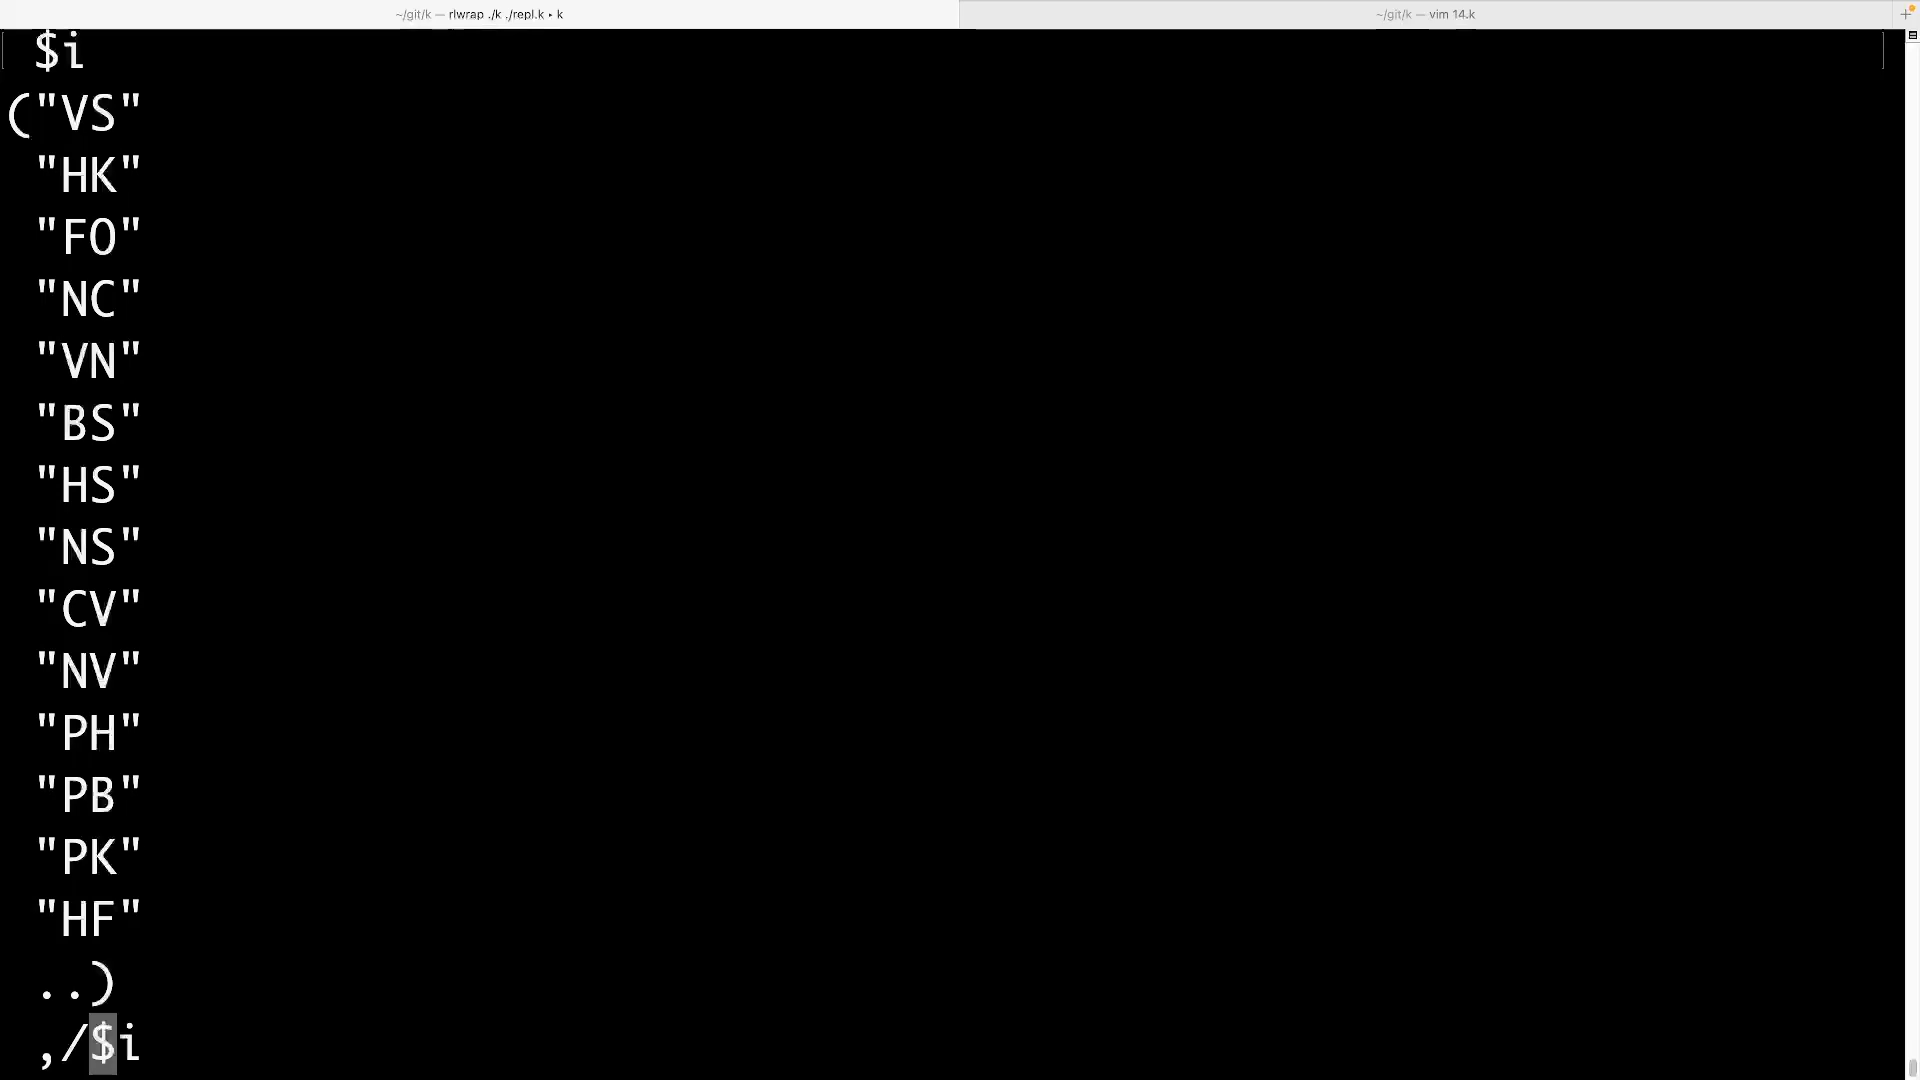 ~/git/k — rlwrap ./k ./repl.k ▸ k
~/git/k — vim 14.k
$i
("VS"
"HK"
"FO"
"NC"
"VN"
"BS"
"HS"
"NS"
"CV"
"NV"
"PH"
"PB"
"PK"
"HF"
..)
,/$i